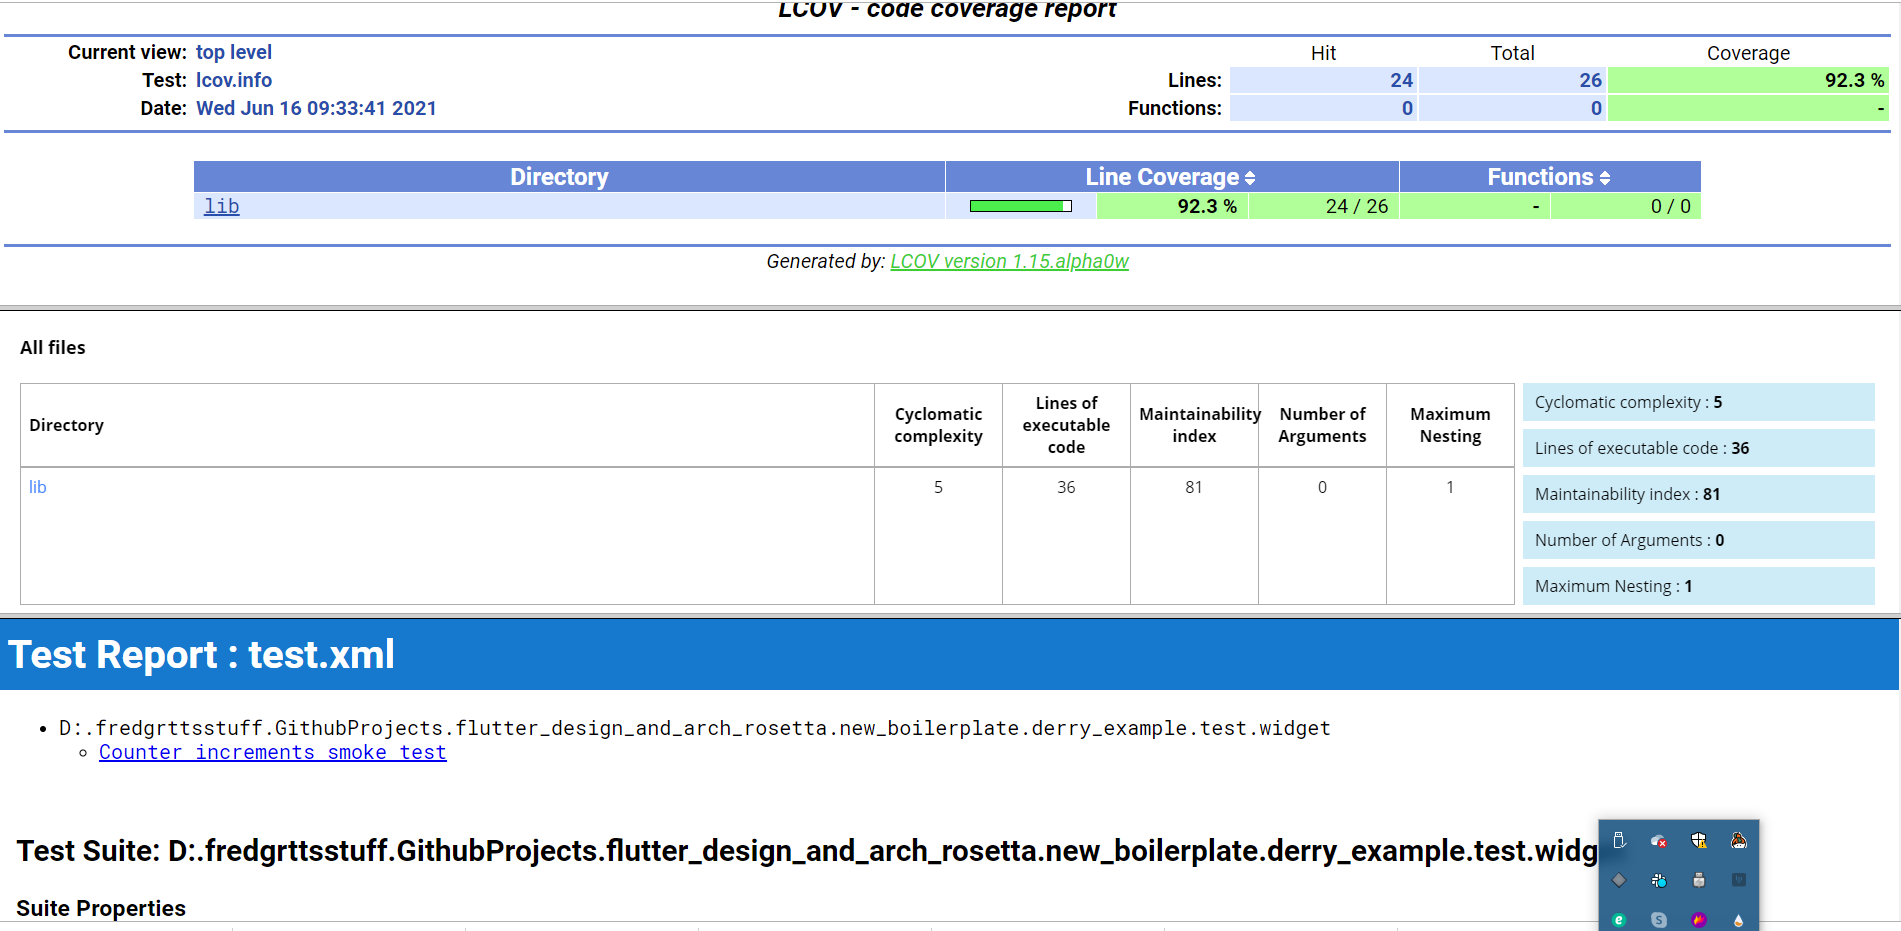 LCOV - code coverage report
Current view: top level
Hit Total Coverage
Test: lcov.info
Lines: 24 26 92.3 %
Date: Wed Jun 16 09:33:41 2021
Functions: 0 0 -
Directory Line Coverage Functions
lib 92.3 % 24 / 26 - 0 / 0
Generated by: LCOV version 1.15.alpha0w
All files
Directory
Cyclomatic complexity
Lines of executable code
Maintainability index
Number of Arguments
Maximum Nesting
lib 5 36 81 0 1
Cyclomatic complexity : 5
Lines of executable code : 36
Maintainability index : 81
Number of Arguments : 0
Maximum Nesting : 1
Test Report : test.xml
D:.fredgrttsstuff.GithubProjects.flutter_design_and_arch_rosetta.new_boilerplate.derry_example.test.widget
Counter increments smoke test
Test Suite: D:.fredgrttsstuff.GithubProjects.flutter_design_and_arch_rosetta.new_boilerplate.derry_example.test.widg
Suite Properties